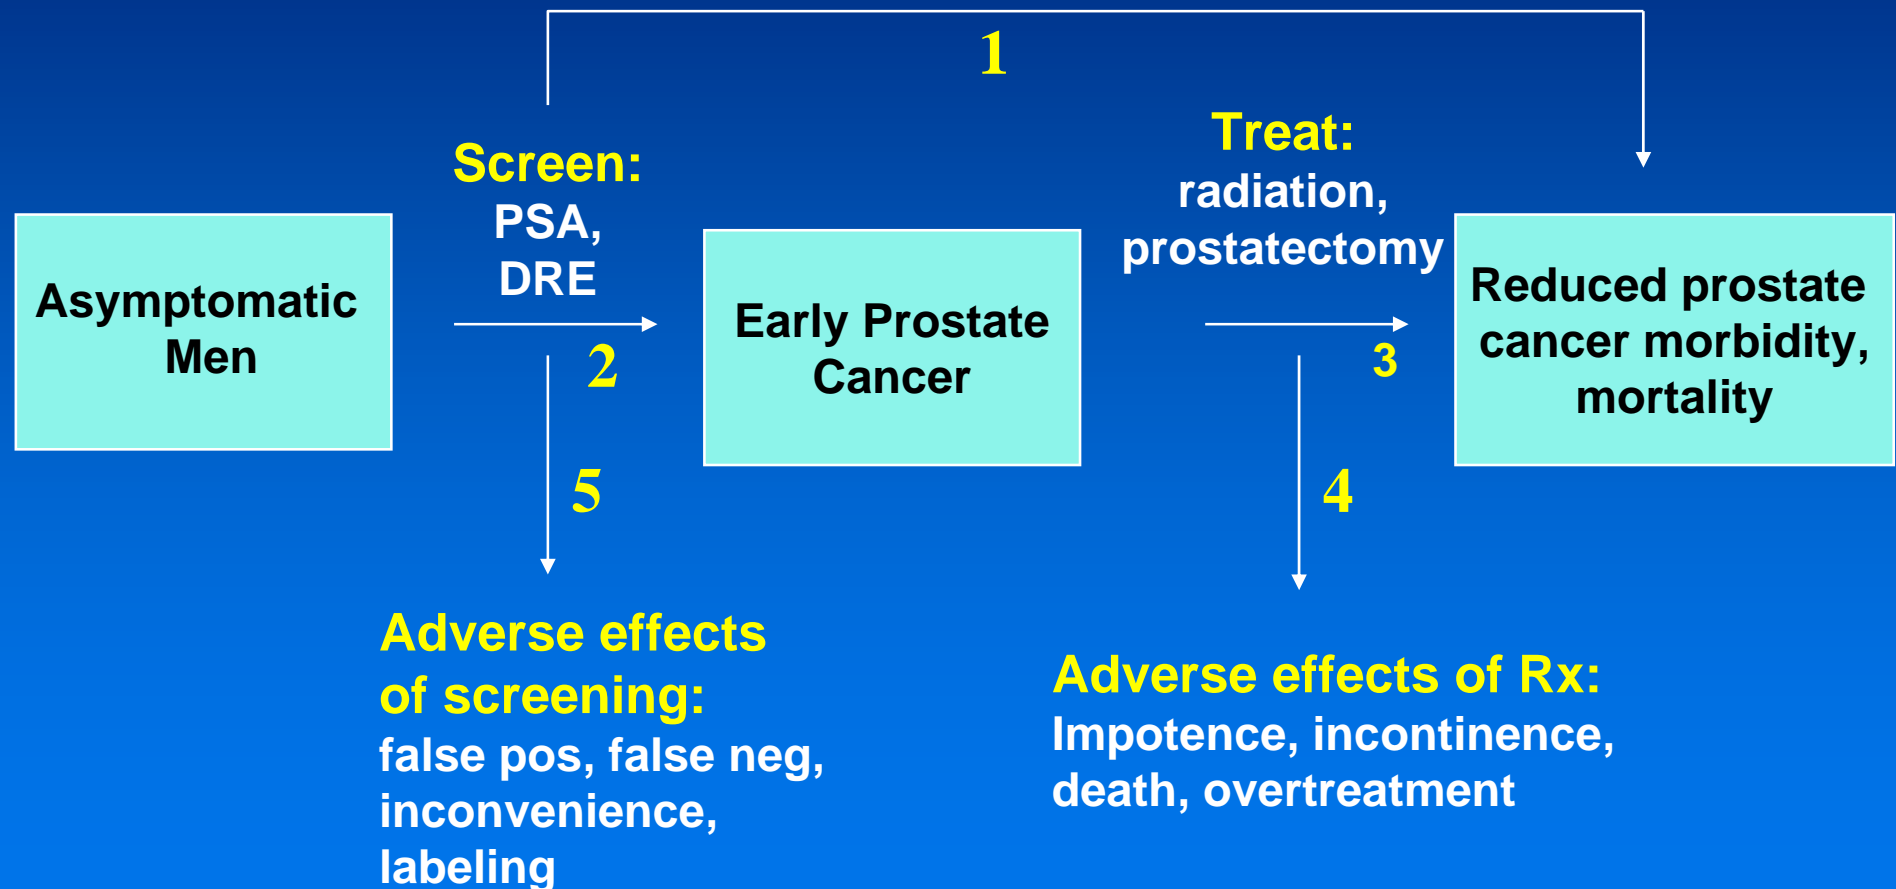 1
Screen:
PSA,
DRE
Treat:
radiation,
prostatectomy
Asymptomatic
Men
2
Early Prostate
Cancer
3
Reduced prostate
cancer morbidity,
mortality
5
4
Adverse effects
of screening:
false pos, false neg,
inconvenience,
labeling
Adverse effects of Rx:
Impotence, incontinence,
death, overtreatment